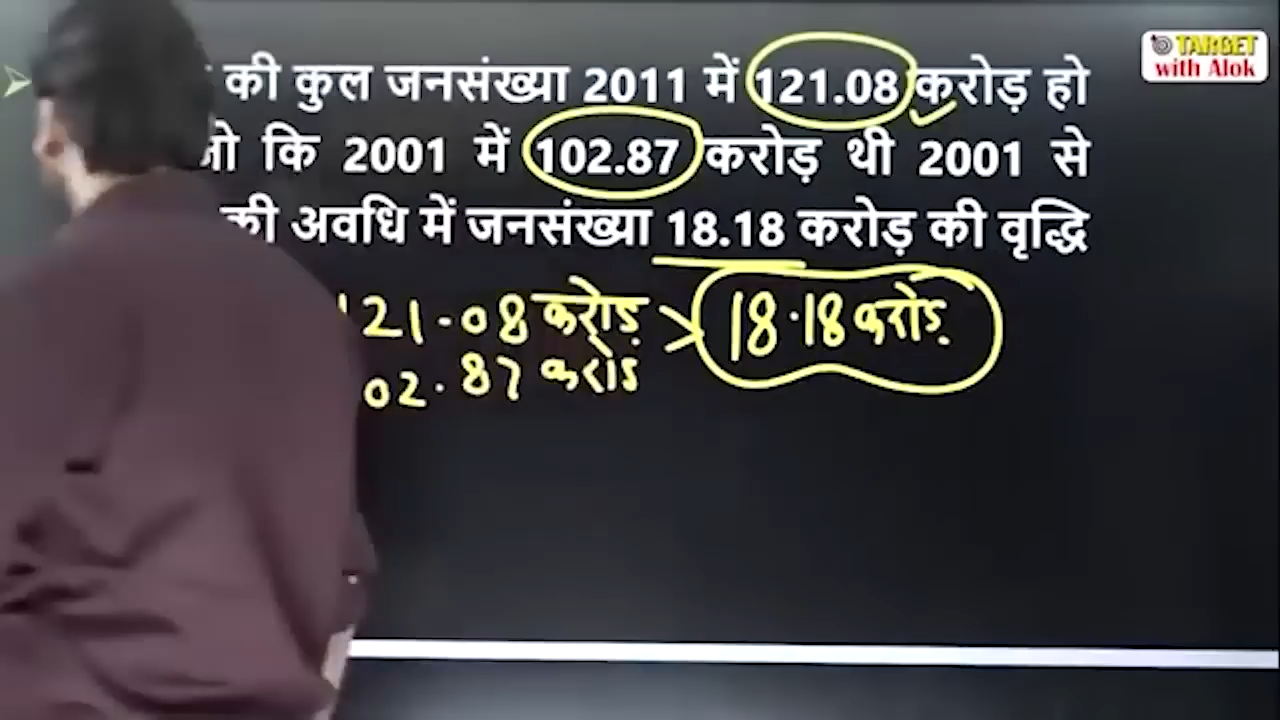 TARGET
with Alok
की कुल जनसंख्या 2011 में 121.08 करोड़ हो
कि 2001 में 102.87 करोड़ थी 2001 से
की अवधि में जनसंख्या 18.18 करोड़ की वृद्धि
121.08 करोड़ 18.18 करोड़
02.87 करोड़